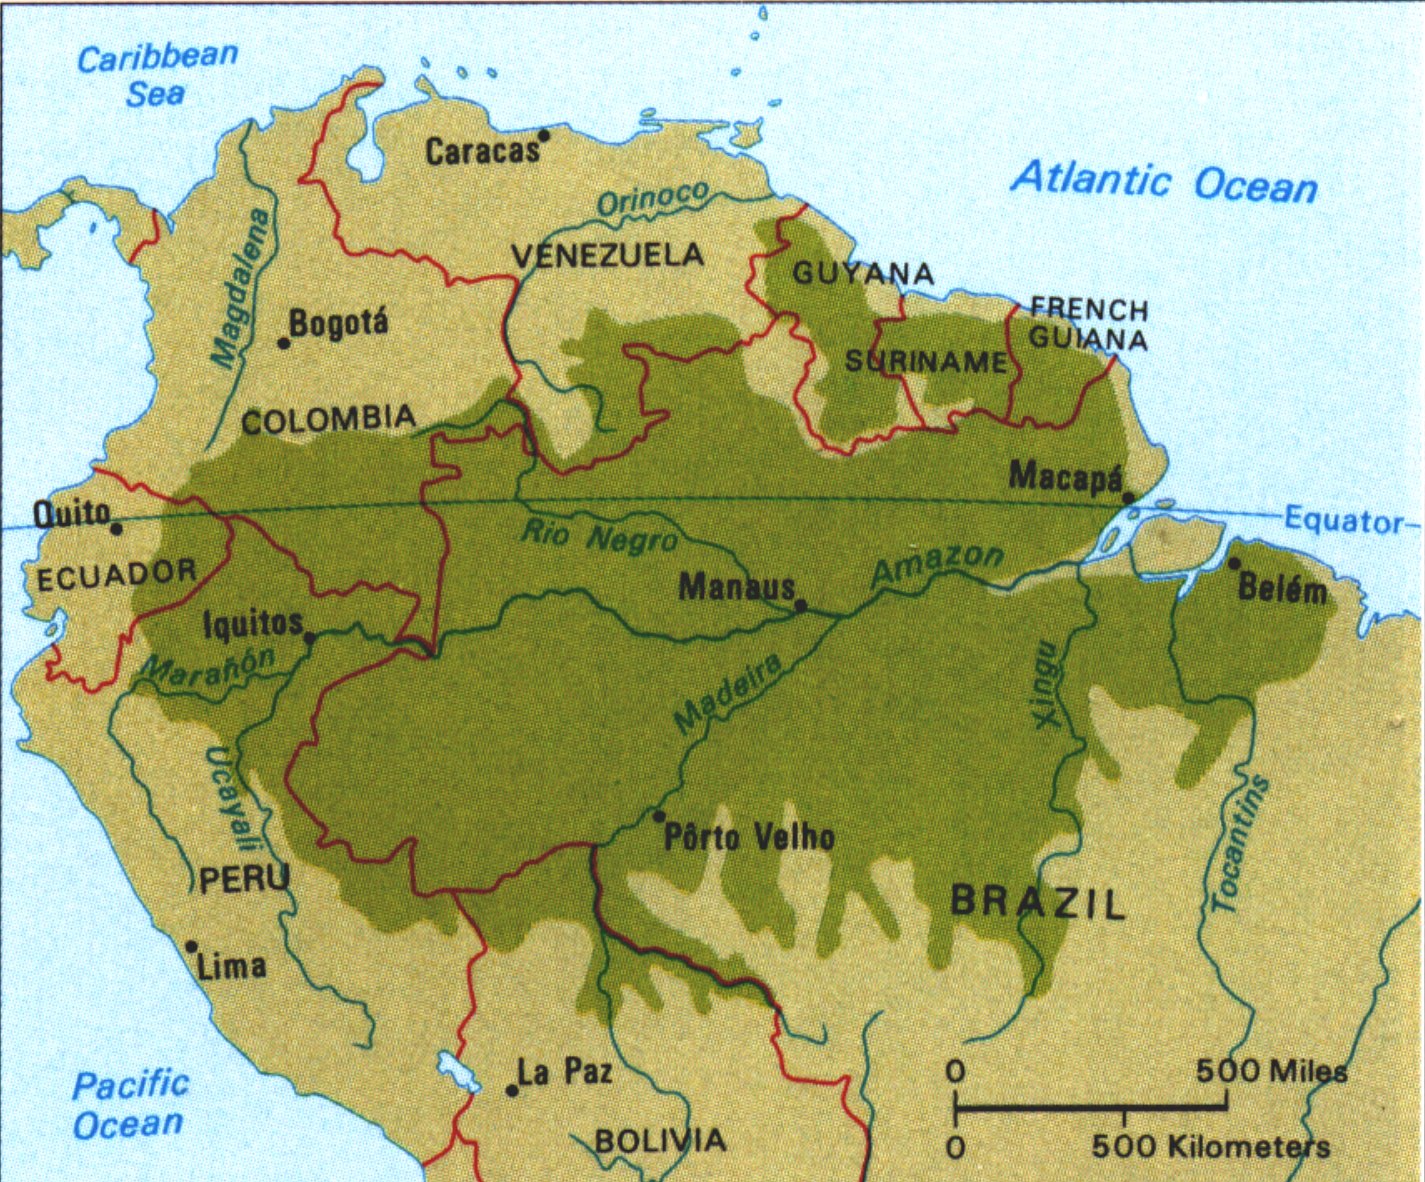 Caribbean
Sea
Caracas
Atlantic Ocean
Orinoco
VENEZUELA
Magdalena
GUYANA
Bogotá
FRENCH
GUIANA
SURINAME
COLOMBIA
Macapá
Quito
Equator
Rio Negro
ECUADOR
Amazon
Manaus
Belém
Iquitos
Marañón
Madeira
Xingu
Ucayali
Tocantins
Pôrto Velho
PERU
BRAZIL
Lima
La Paz
0 500 Miles
Pacific
Ocean
BOLIVIA
0 500 Kilometers